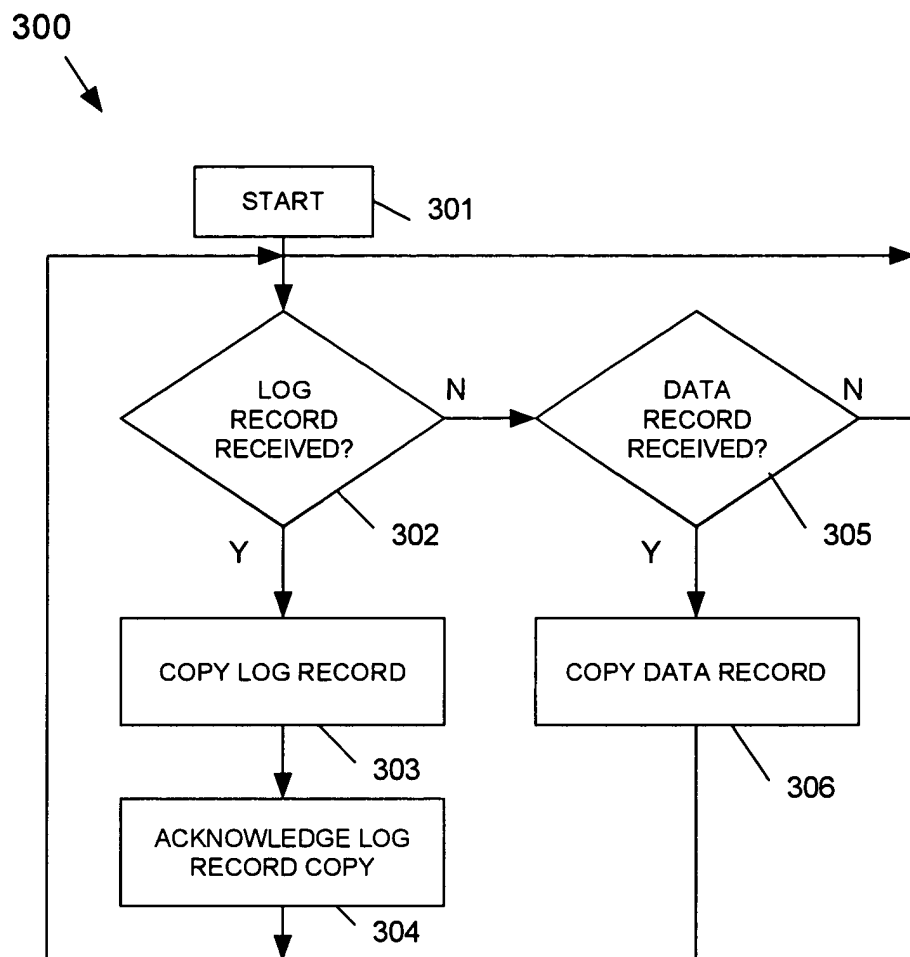 300
START
301
LOG
RECORD
RECEIVED?
N
302
Y
DATA
RECORD
RECEIVED?
N
305
Y
COPY LOG RECORD
303
COPY DATA RECORD
306
ACKNOWLEDGE LOG
RECORD COPY
304